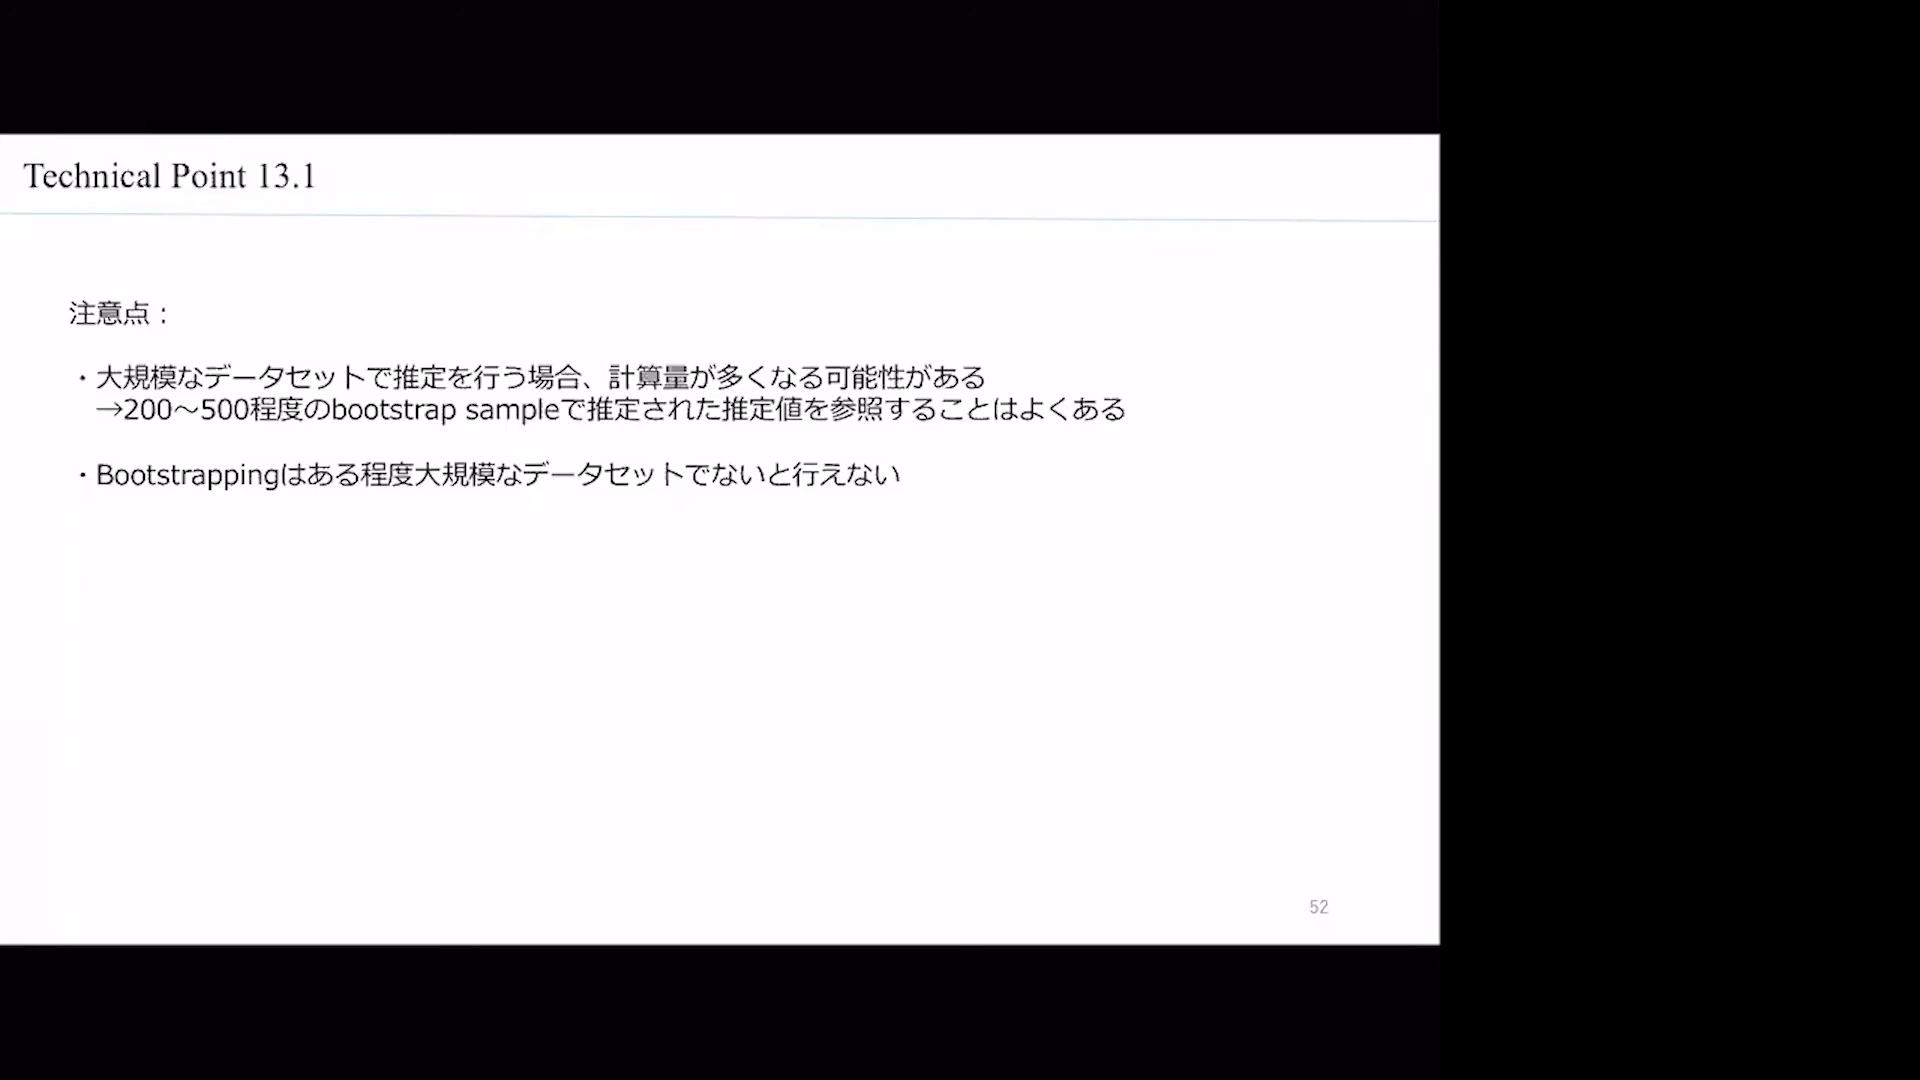 Technical Point 13.1
注意点：
・大規模なデータセットで推定を行う場合、計算量が多くなる可能性がある
→200～500程度のbootstrap sampleで推定された推定値を参照することはよくある
・Bootstrappingはある程度大規模なデータセットでないと行えない
52